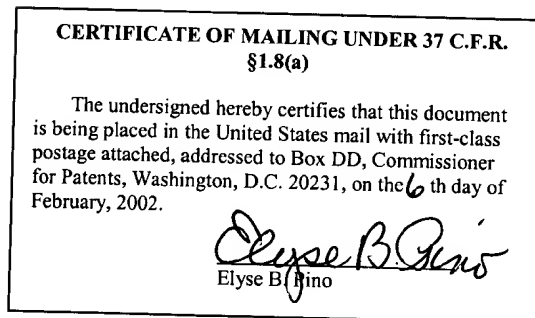 CERTIFICATE OF MAILING UNDER 37 C.F.R.
§1.8(a)
The undersigned hereby certifies that this document
is being placed in the United States mail with first-class
postage attached, addressed to Box DD, Commissioner
for Patents, Washington, D.C. 20231, on the 6 th day of
February, 2002.
Elyse B. Pino
Elyse B. Pino